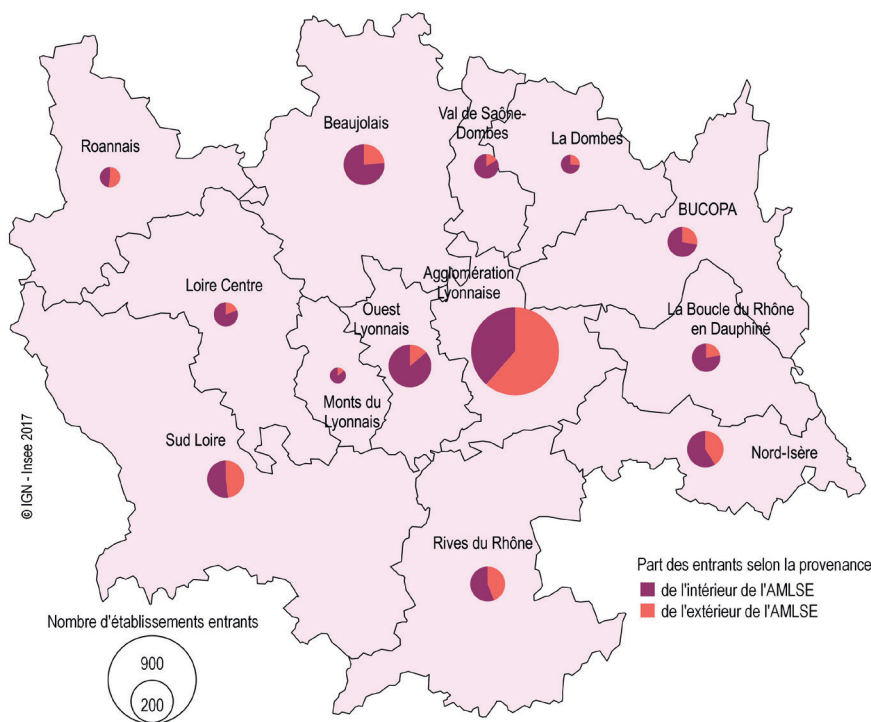 Beaujolais
Val de Saône-
Dombes
La Dombes
Roannais
BUCOPA
Agglomération
Lyonnaise
Loire Centre
Ouest
Lyonnais
La Boucle du Rhône
en Dauphiné
Monts du
Lyonnais
Sud Loire
Nord-Isère
© IGN - Insee 2017
Rives du Rhône
Part des entrants selon la provenance
de l'intérieur de l'AMLSE
de l'extérieur de l'AMLSE
Nombre d'établissements entrants
900
200